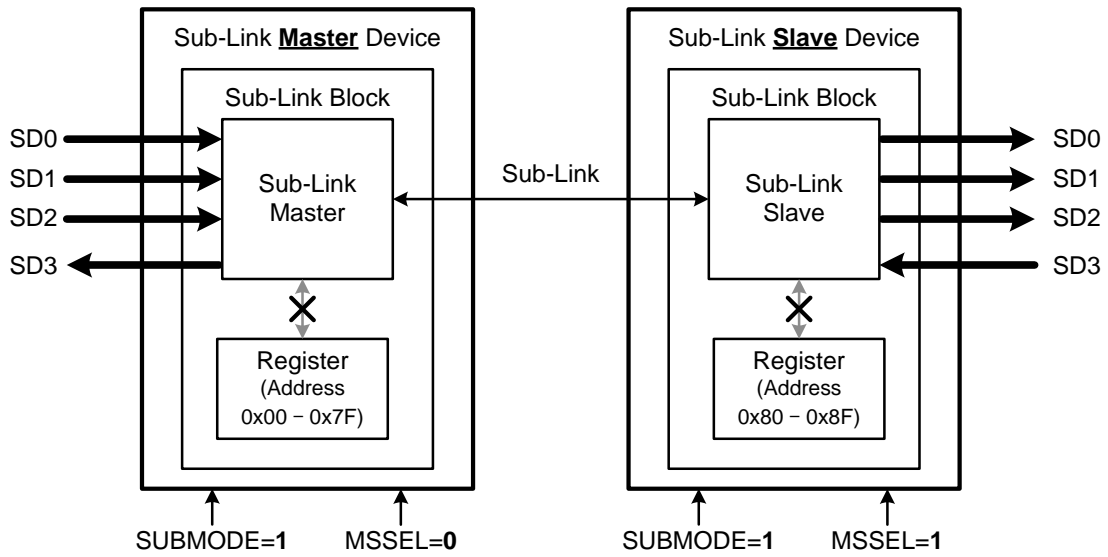 Sub-Link Master Device
Sub-Link Block
SD0
SD1
SD2
SD3
Sub-Link
Master
Register
(Address
0x00 - 0x7F)
SUBMODE=1
MSSEL=0
Sub-Link
Sub-Link Slave Device
Sub-Link Block
Sub-Link
Slave
SD0
SD1
SD2
SD3
Register
(Address
0x80 - 0x8F)
SUBMODE=1
MSSEL=1